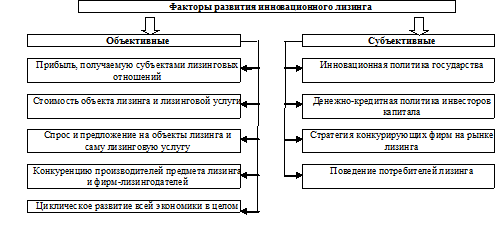 Факторы развития инновационного лизинга
Объективные
Прибыль, получаемую субъектами лизинговых
отношений
Стоимость объекта лизинга и лизинговой услуги
Спрос и предложение на объекты лизинга и
саму лизинговую услугу
Конкуренцию производителей предмета лизинга
и фирм-лизингодателей
Циклическое развитие всей экономики в целом
Субъективные
Инновационная политика государства
Денежно-кредитная политика инвесторов
капитала
Стратегия конкурирующих фирм на рынке
лизинга
Поведение потребителей лизинга